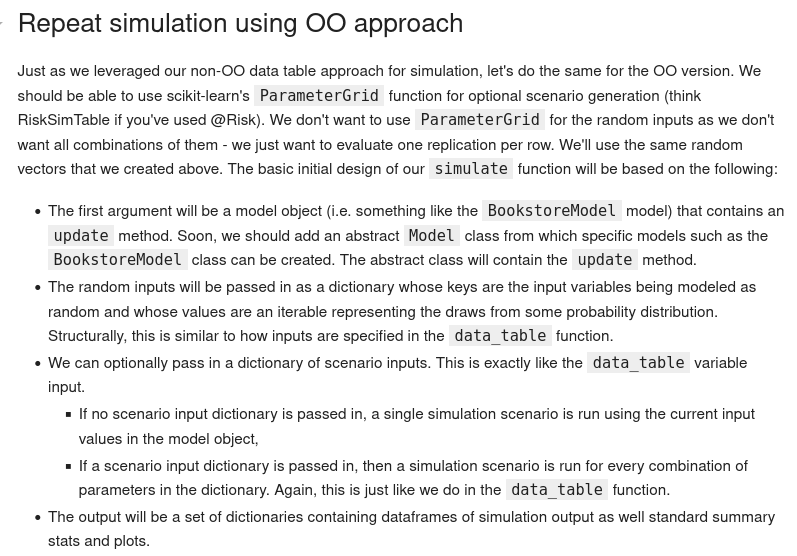 Repeat simulation using OO approach
Just as we leveraged our non-OO data table approach for simulation, let's do the same for the OO version. We
should be able to use scikit-learn's ParameterGrid function for optional scenario generation (think
RiskSimTable if you've used @Risk). We don't want to use ParameterGrid for the random inputs as we don't
want all combinations of them - we just want to evaluate one replication per row. We'll use the same random
vectors that we created above. The basic initial design of our simulate function will be based on the following:
• The first argument will be a model object (i.e. something like the BookstoreModel model) that contains an
update method. Soon, we should add an abstract Model class from which specific models such as the
BookstoreModel class can be created. The abstract class will contain the update method.
• The random inputs will be passed in as a dictionary whose keys are the input variables being modeled as
random and whose values are an iterable representing the draws from some probability distribution.
Structurally, this is similar to how inputs are specified in the data_table function.
• We can optionally pass in a dictionary of scenario inputs. This is exactly like the data_table variable
input.
▪ If no scenario input dictionary is passed in, a single simulation scenario is run using the current input
values in the model object,
▪ If a scenario input dictionary is passed in, then a simulation scenario is run for every combination of
parameters in the dictionary. Again, this is just like we do in the data_table function.
• The output will be a set of dictionaries containing dataframes of simulation output as well standard summary
stats and plots.